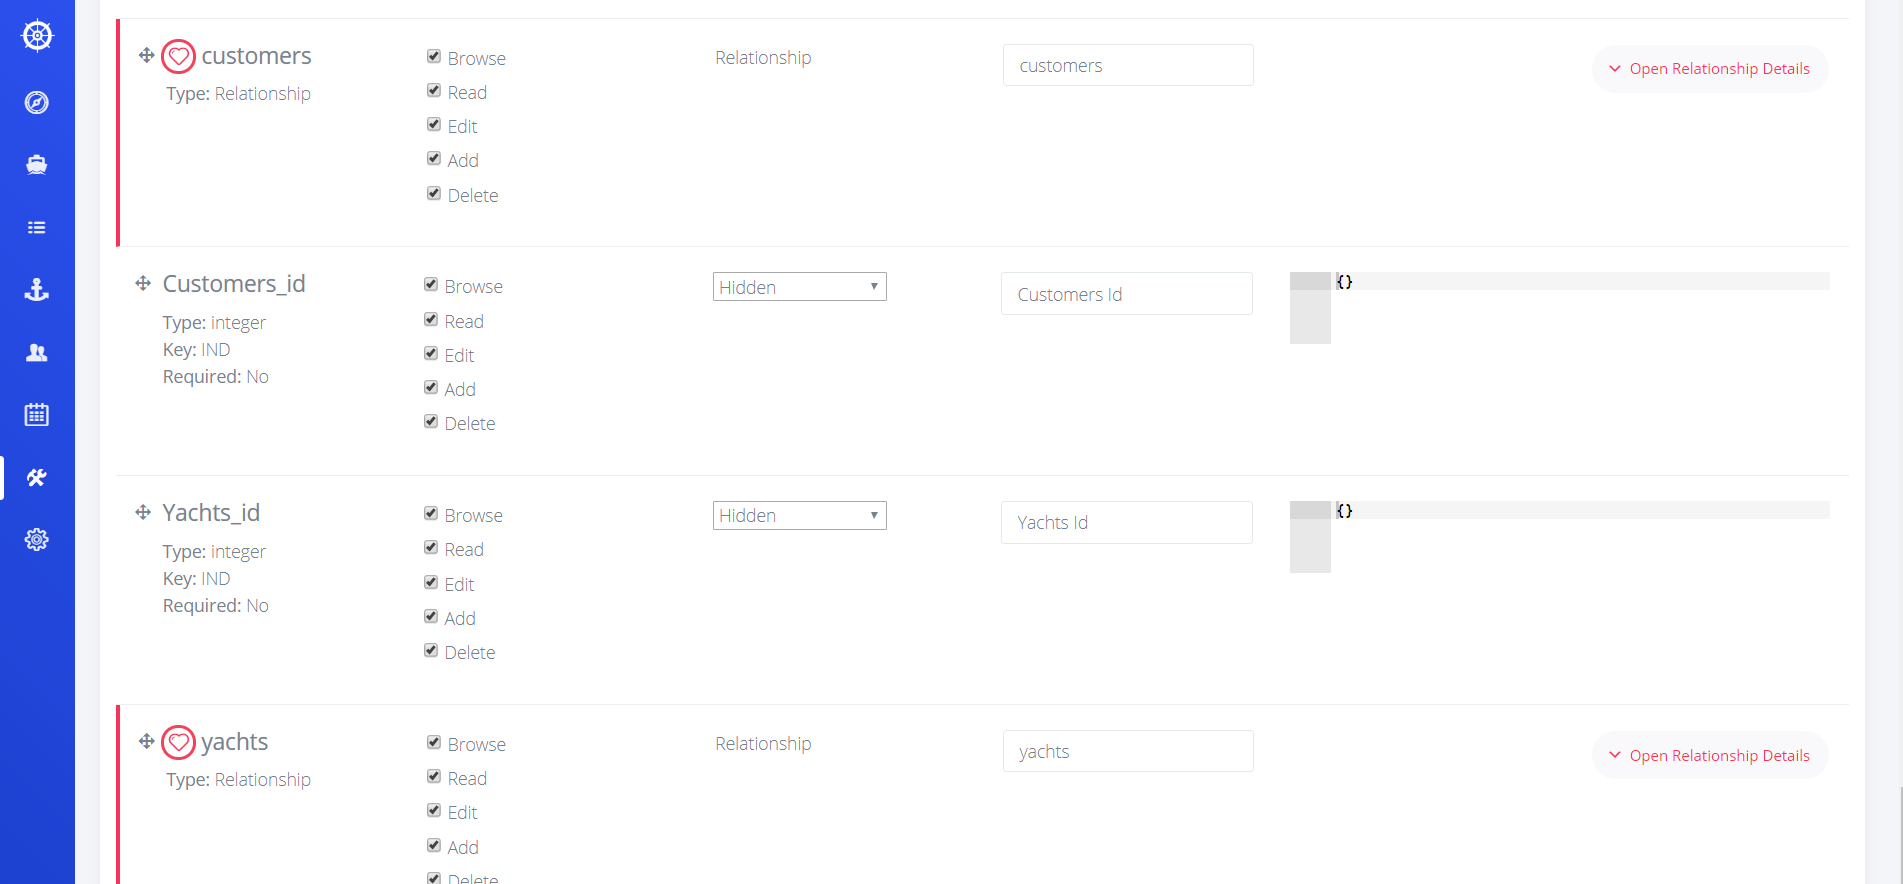 customers
Type: Relationship
Browse
Read
Edit
Add
Delete
Relationship
customers
Open Relationship Details
Customers_id
Type: integer
Key: IND
Required: No
Browse
Read
Edit
Add
Delete
Hidden
Customers Id
{}
Yachts_id
Type: integer
Key: IND
Required: No
Browse
Read
Edit
Add
Delete
Hidden
Yachts Id
{}
yachts
Type: Relationship
Browse
Read
Edit
Add
Delete
Relationship
yachts
Open Relationship Details